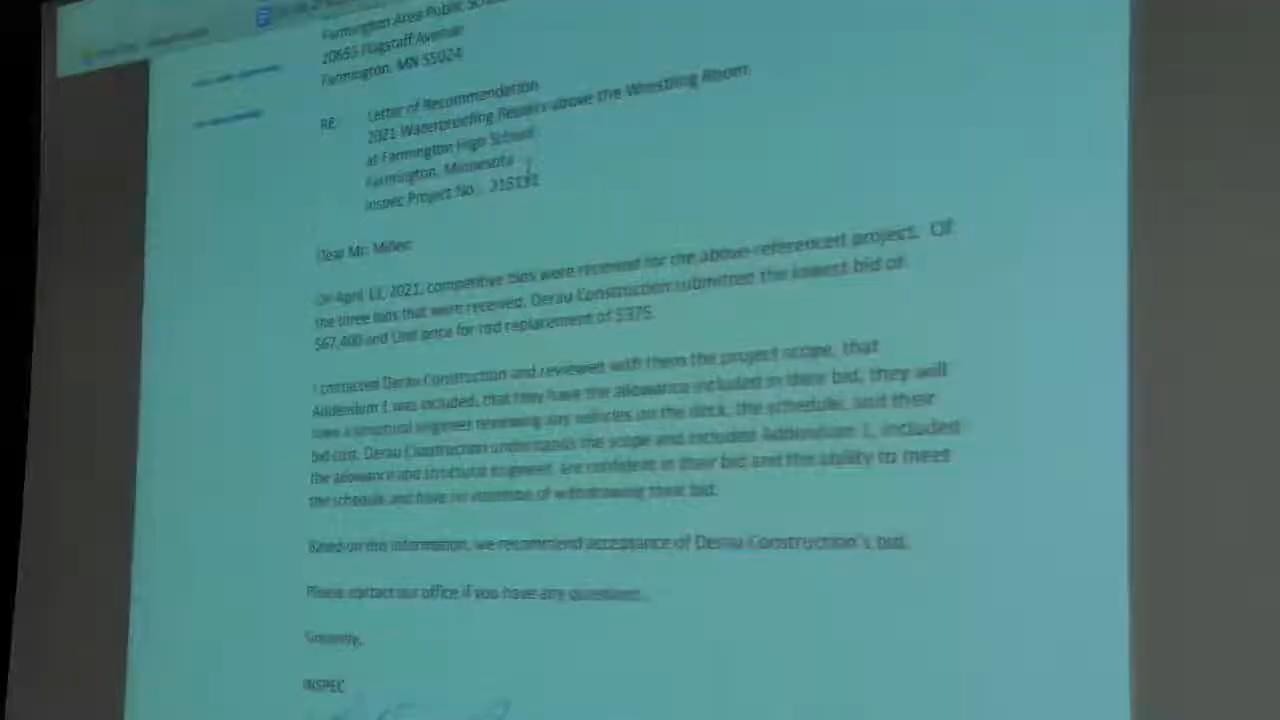 Farmington Area Public
20655 Flagstaff Avenue
Farmington, MN 55024
RE: Letter of Recommendation
2021 Waterproofing Repairs above the Wrestling Room
at Farmington High School
Farmington, Minnesota
Inspec Project No.:
Dear Mr. Miller:
On April 13, 2021, competitive bids were received for the above-referenced project. Of
the three bids that were received, Derau Construction submitted the lowest bid of
$67,400 and Unit price for rod replacement of $375.
I contacted Derau Construction and reviewed with them the project scope, that
Addendum 1 was included, that they have the allowance included in their bid, they will
have a structural engineer reviewing any vehicles on the deck, the schedule, and their
bid cost. Derau Construction understands the scope and included Addendum 1, included
the allowance and structural engineer, are confident in their bid and the ability to meet
the schedule and have no intention of withdrawing their bid.
Based on this information, we recommend acceptance of Derau Construction's bid.
Please contact our office if you have any questions.
Sincerely,
INSPEC